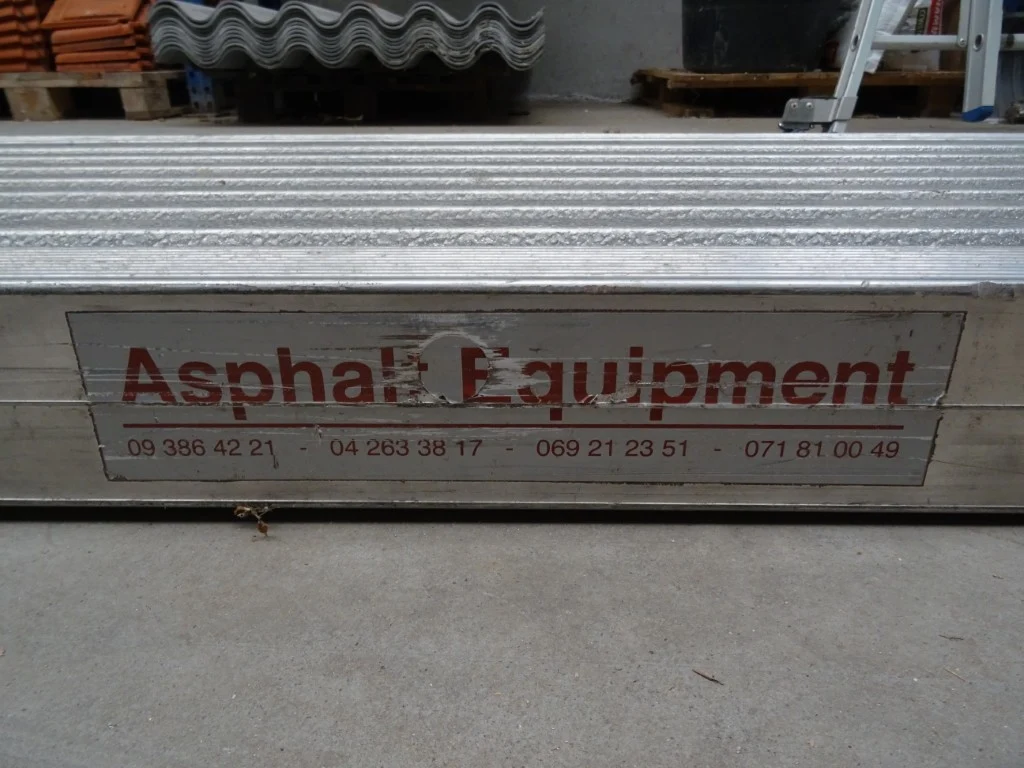 Asphalt Equipment
09 386 42 21 - 04 263 38 17 - 069 21 23 51 - 071 81 00 49